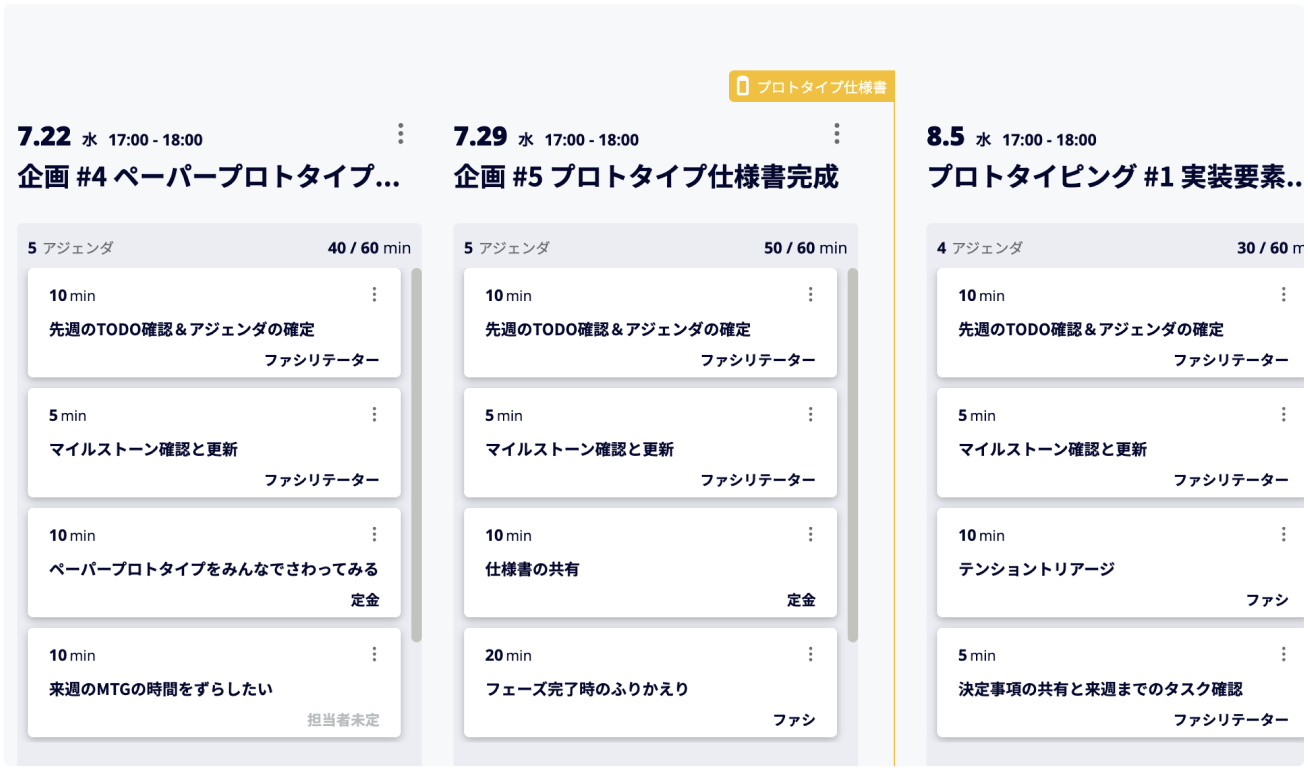 プロトタイプ仕様書
7.22 水 17:00 - 18:00
企画 #4 ペーパープロトタイプ...
5 アジェンダ 40 / 60 min
10 min
先週のTODO確認＆アジェンダの確定
ファシリテーター
5 min
マイルストーン確認と更新
ファシリテーター
10 min
ペーパープロトタイプをみんなでさわってみる
定金
10 min
来週のMTGの時間をずらしたい
担当者未定
7.29 水 17:00 - 18:00
企画 #5 プロトタイプ仕様書完成
5 アジェンダ 50 / 60 min
10 min
先週のTODO確認＆アジェンダの確定
ファシリテーター
5 min
マイルストーン確認と更新
ファシリテーター
10 min
仕様書の共有
定金
20 min
フェーズ完了時のふりかえり
ファシ
8.5 水 17:00 - 18:00
プロトタイピング #1 実装要素..
4 アジェンダ 30 / 60 m
10 min
先週のTODO確認＆アジェンダの確定
ファシリテーター
5 min
マイルストーン確認と更新
ファシリテーター
10 min
テンショントリアージ
ファシ
5 min
決定事項の共有と来週までのタスク確認
ファシリテーター